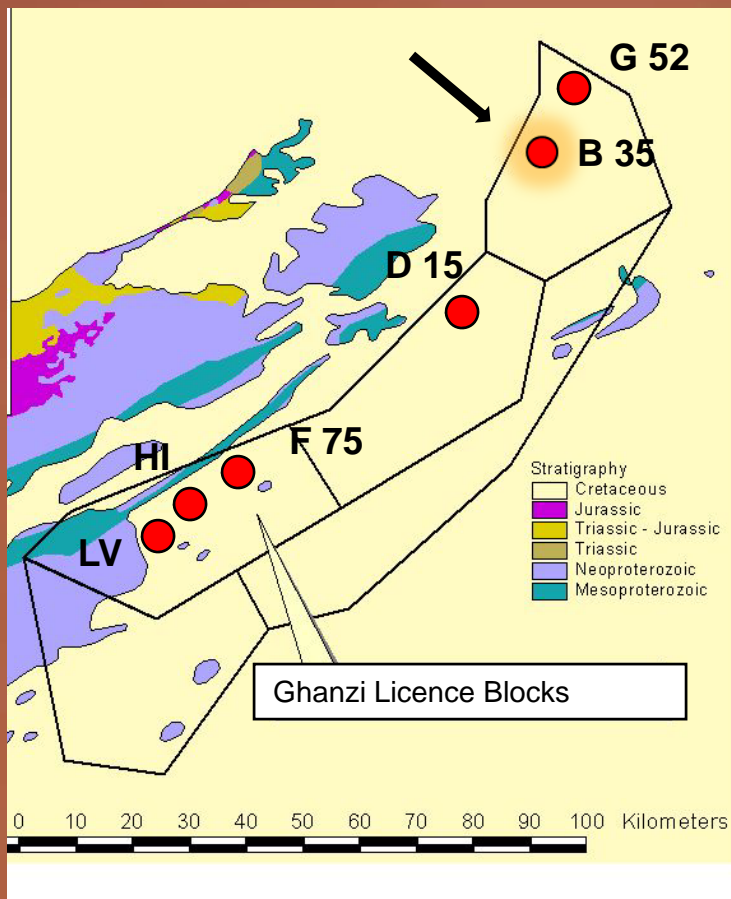 G 52
B 35
D 15
F 75
HI
LV
Stratigraphy
Cretaceous
Jurassic
Triassic - Jurassic
Triassic
Neoproterozoic
Mesoproterozoic
Ghanzi Licence Blocks
0 10 20 30 40 50 60 70 80 90 100 Kilometers